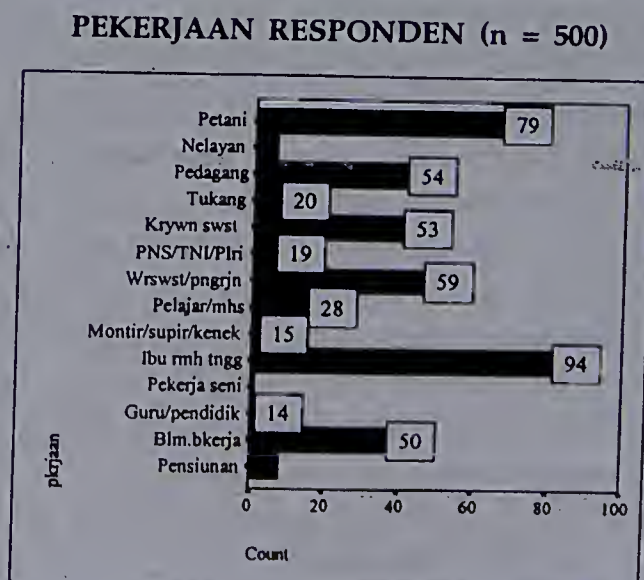 PEKERJAAN RESPONDEN (n = 500)
Petani 79
Nelayan
Pedagang 54
Tukang 20
Krywn swst 53
PNS/TNI/Plri 19
Wrswst/pngrjn 59
Pelajar/mhs 28
Montir/supir/kenek 15
Ibu rmh tngg 94
Pekerja seni
Guru/pendidik 14
Blm.bkerja 50
Pensiunan
pkrjaan
0 20 40 60 80 100
Count